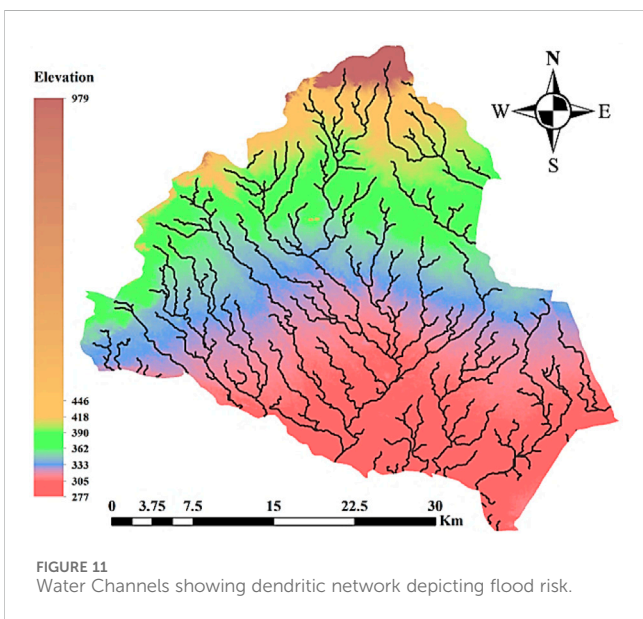 Elevation
979
446
418
390
362
333
305
277
N
W E
S
0 3.75 7.5 15 22.5 30
Km
FIGURE 11
Water Channels showing dendritic network depicting flood risk.